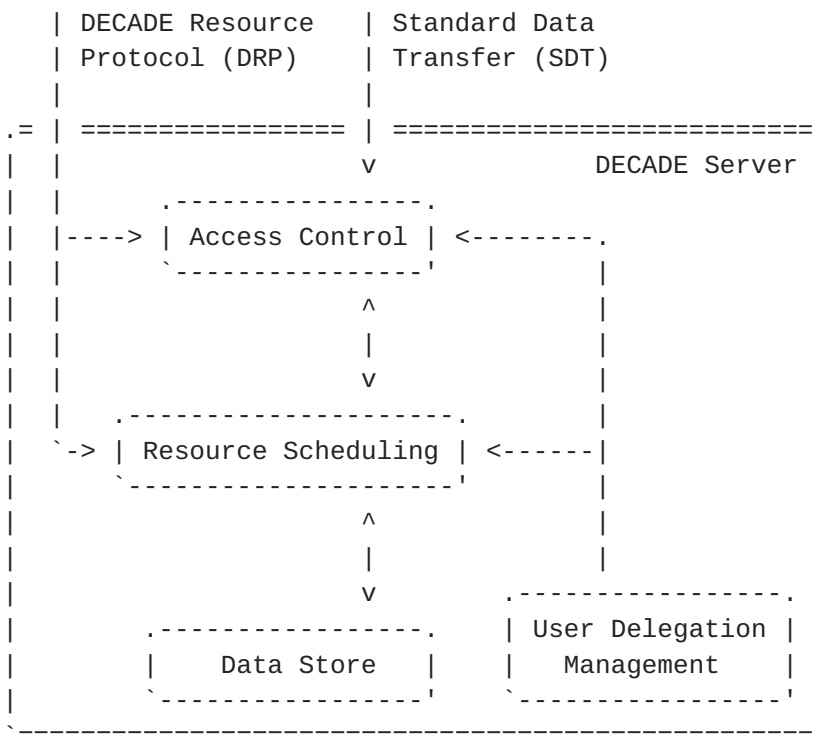 DECADE Resource Standard Data
Protocol (DRP) Transfer (SDT)
DECADE Server
Access Control
Resource Scheduling
User Delegation
Data Store Management